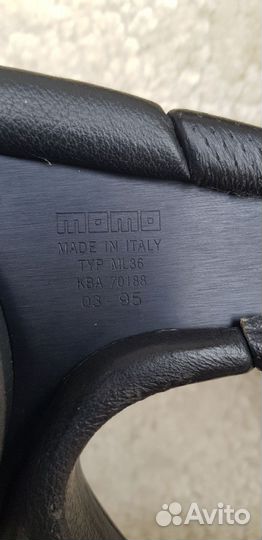 momo
MADE IN ITALY
TYP ML36
KBA 70188
03-95
Avito